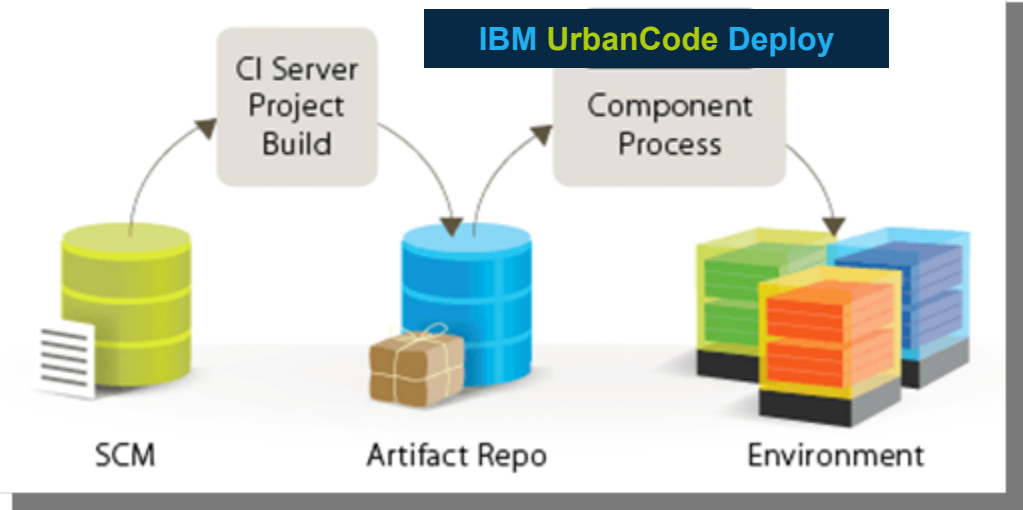 IBM UrbanCode Deploy
CI Server
Project
Build
Component
Process
SCM
Artifact Repo
Environment